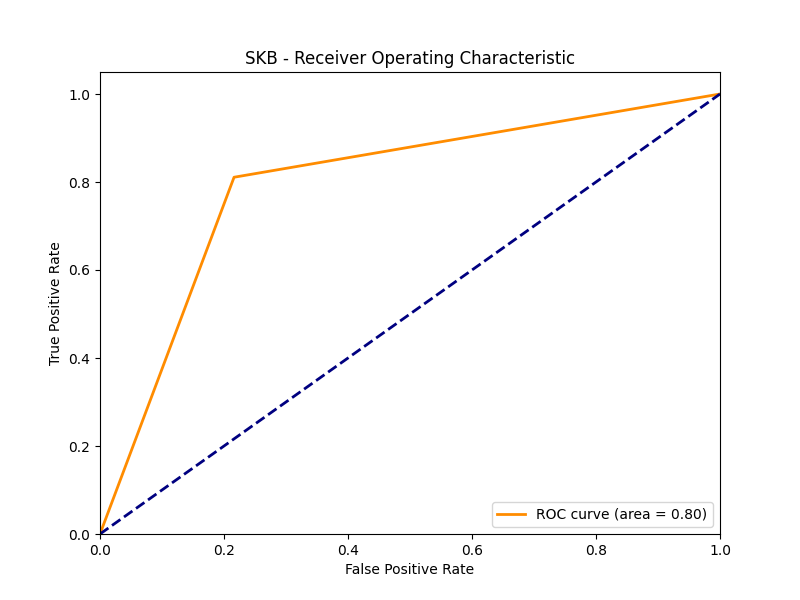 SKB - Receiver Operating Characteristic
True Positive Rate
1.0
0.8
0.6
0.4
0.2
0.0
ROC curve (area = 0.80)
0.0 0.2 0.4 0.6 0.8 1.0
False Positive Rate